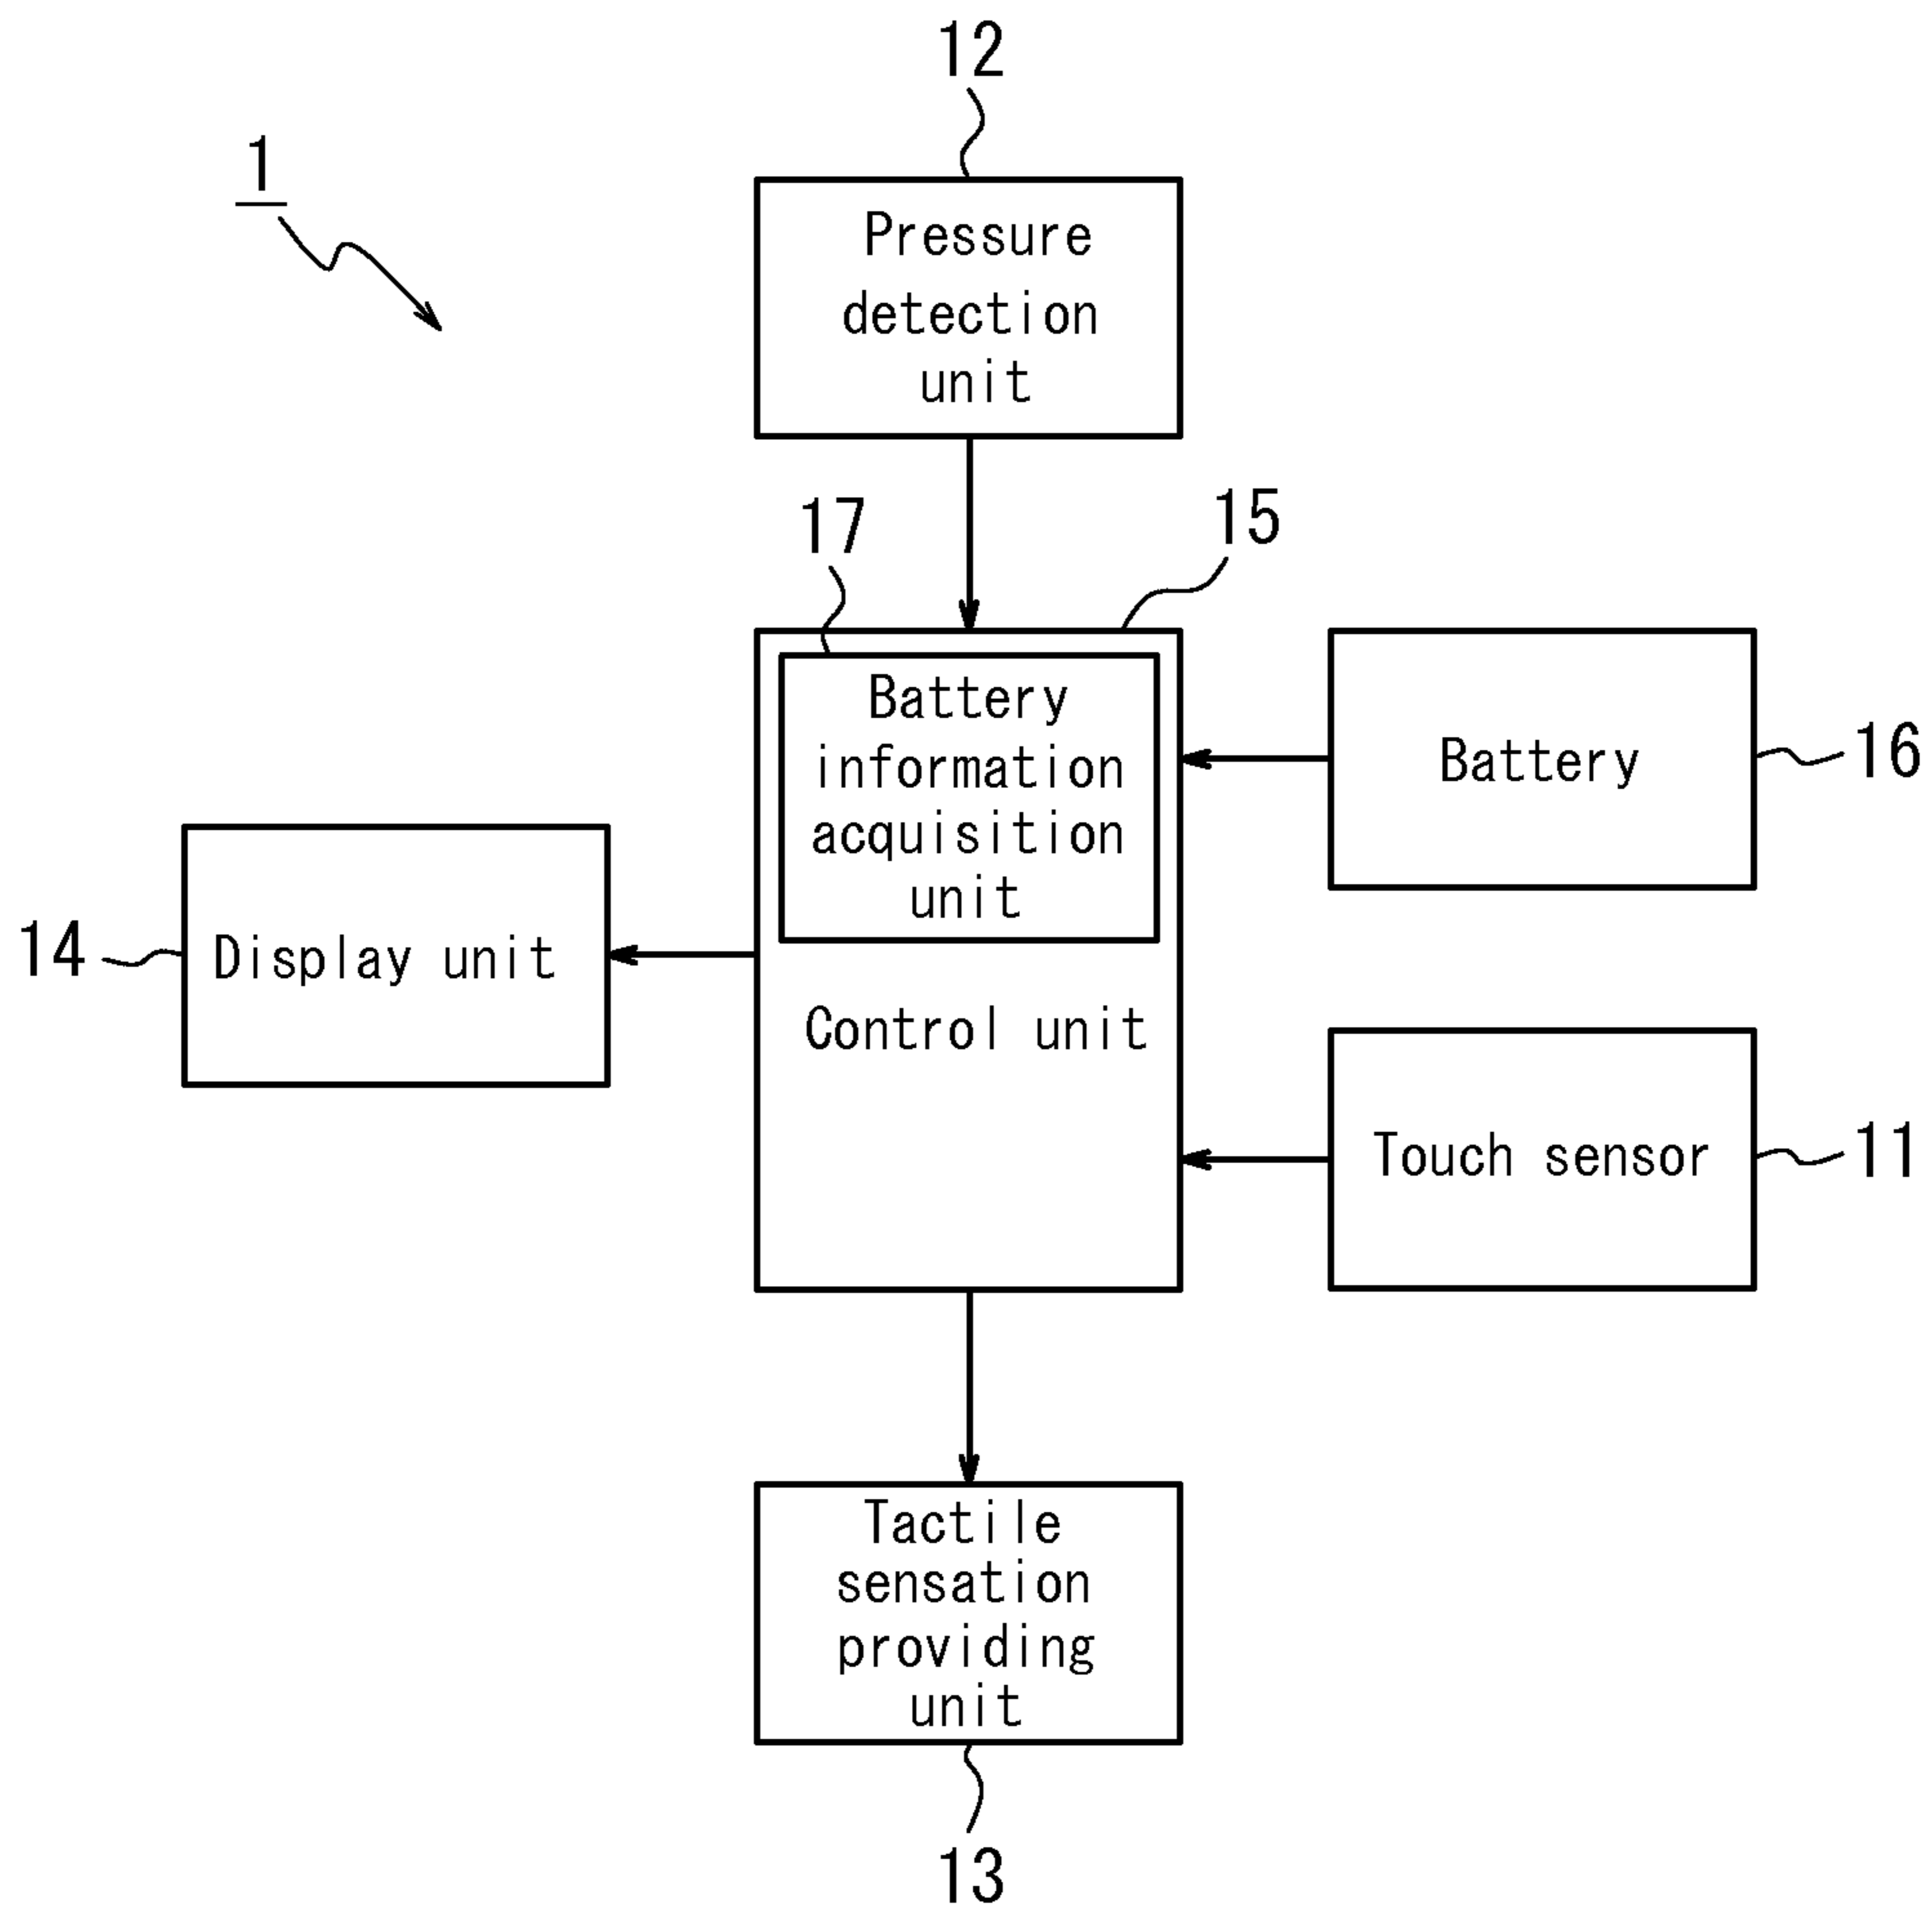 12
1
Pressure
detection
unit
17
15
Battery
information
acquisition
unit
Battery
16
14
Display unit
Control unit
Touch sensor
11
Tactile
sensation
providing
unit
13